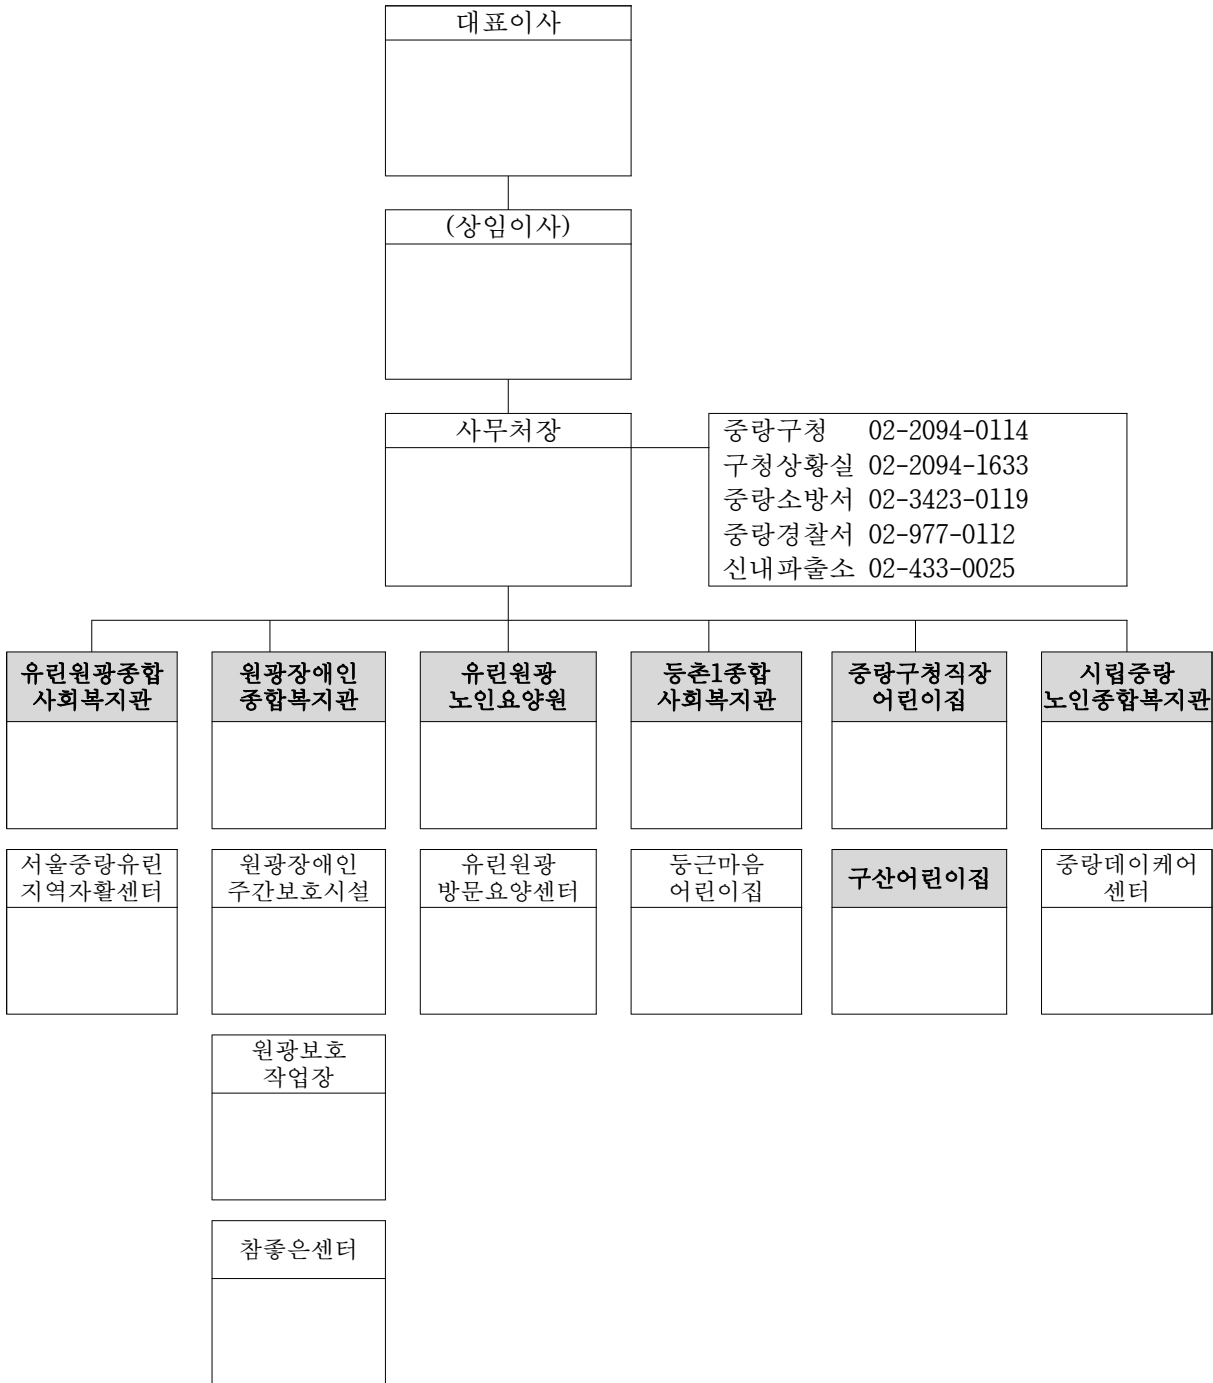 대표이사
(상임이사)
사무처장
중랑구청 02-2094-0114
구청상황실 02-2094-1633
중랑소방서 02-3423-0119
중랑경찰서 02-977-0112
신내파출소 02-433-0025
유린원광종합
사회복지관
원광장애인
종합복지관
유린원광
노인요양원
등촌1종합
사회복지관
중랑구청직장
어린이집
시립중랑
노인종합복지관
서울중랑유린
지역자활센터
원광장애인
주간보호시설
유린원광
방문요양센터
둥근마음
어린이집
구산어린이집
중랑데이케어
센터
원광보호
작업장
참좋은센터